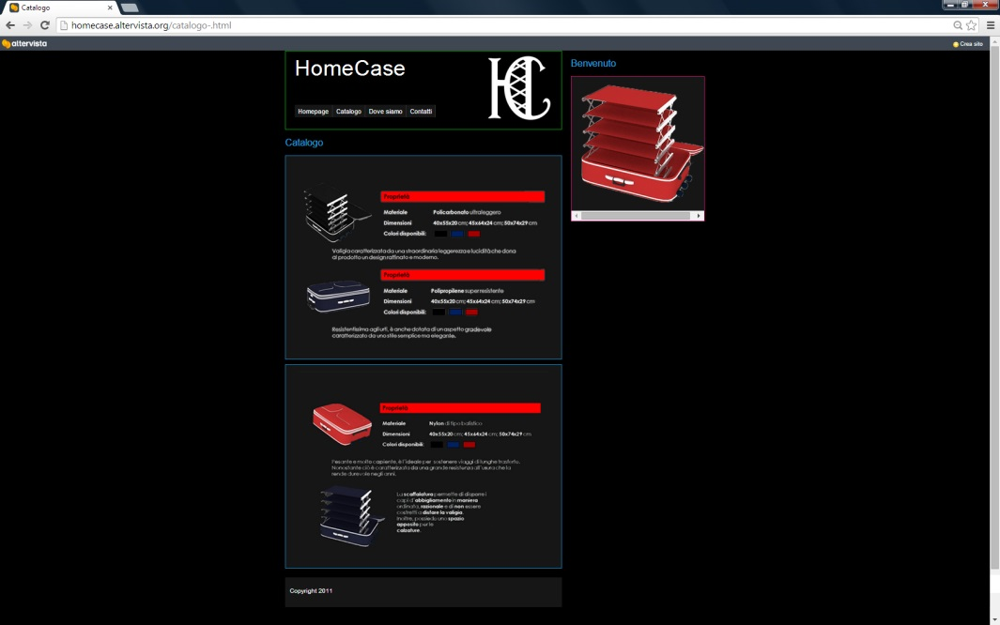 Catalogo
homecase.altervista.org/catalogo-.html
altervista
Crea sito
HomeCase
HC
Homepage Catalogo Dove siamo Contatti
Benvenuto
Catalogo
Proprietà
Materiale Policarbonato ultraleggero
Dimensioni 40x55x20 cm; 45x64x24 cm; 50x74x29 cm
Colori disponibili:
Valigia caratterizzata da una straordinaria leggerezza e lucidità che dona
al prodotto un design raffinato e moderno.
Proprietà
Materiale Polipropilene super resistente
Dimensioni 40x55x20 cm; 45x64x24 cm; 50x74x29 cm
Colori disponibili:
Resistentissima agli urti, è anche dotata di un aspetto gradevole
caratterizzato da uno stile semplice ma elegante.
Proprietà
Materiale Nylon di tipo balistico
Dimensioni 40x55x20 cm; 45x64x24 cm; 50x74x29 cm
Colori disponibili:
Pesante e molto capiente, è l'ideale per sostenere viaggi di lunghe trasferte.
Nonostante ciò è caratterizzata da una grande resistenza all'usura che la
rende durevole negli anni.
La scaffalatura permette di disporre i
capi d'abbigliamento in maniera
ordinata, razionale e di non essere
costretti a disfare la valigia.
Inoltre, possiede uno spazio
apposito per le
calzature.
Copyright 2011